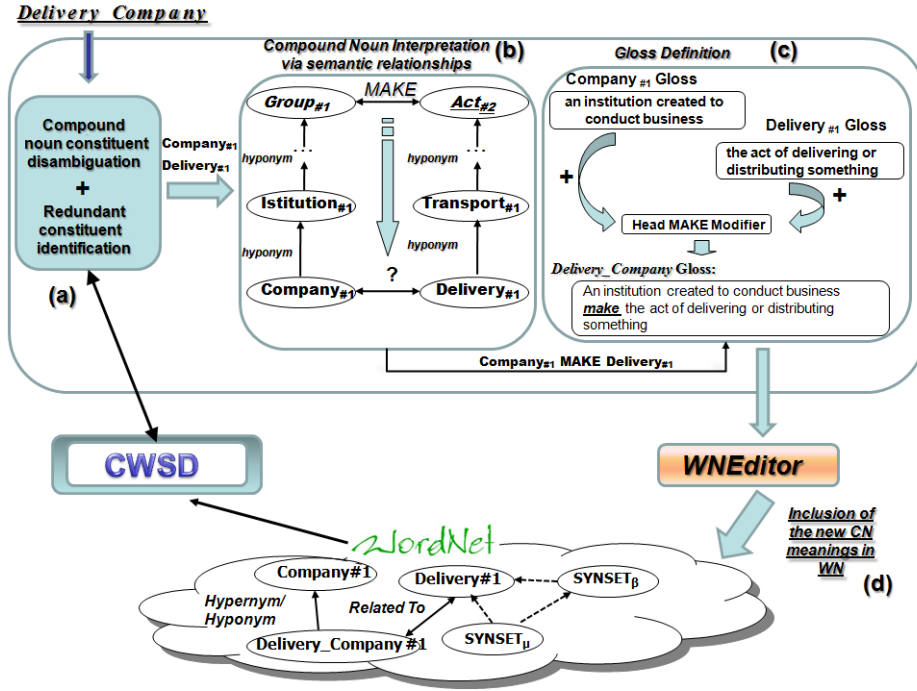 Delivery Company
Compound Noun Interpretation
via semantic relationships
(b)
Gloss Definition
(c)
Compound
noun constituent
disambiguation
+
Redundant
constituent
identification
(a)
Company#1
Delivery#1
Group#1
MAKE
Act#2
hyponym
...
hyponym
...
Istitution#1
Transport#1
hyponym
hyponym
?
Company#1
Delivery#1
Company #1 Gloss
an institution created to
conduct business
Delivery #1 Gloss
the act of delivering or
distributing something
+
+
Head MAKE Modifier
Delivery_Company Gloss:
An institution created to conduct business
make the act of delivering or distributing
something
Company#1 MAKE Delivery#1
CWSD
WNEditor
Inclusion of
the new CN
meanings in
WN
(d)
WordNet
Company#1
Delivery#1
SYNSETβ
Hypernym/
Hyponym
Related To
Delivery_Company #1
SYNSETμ